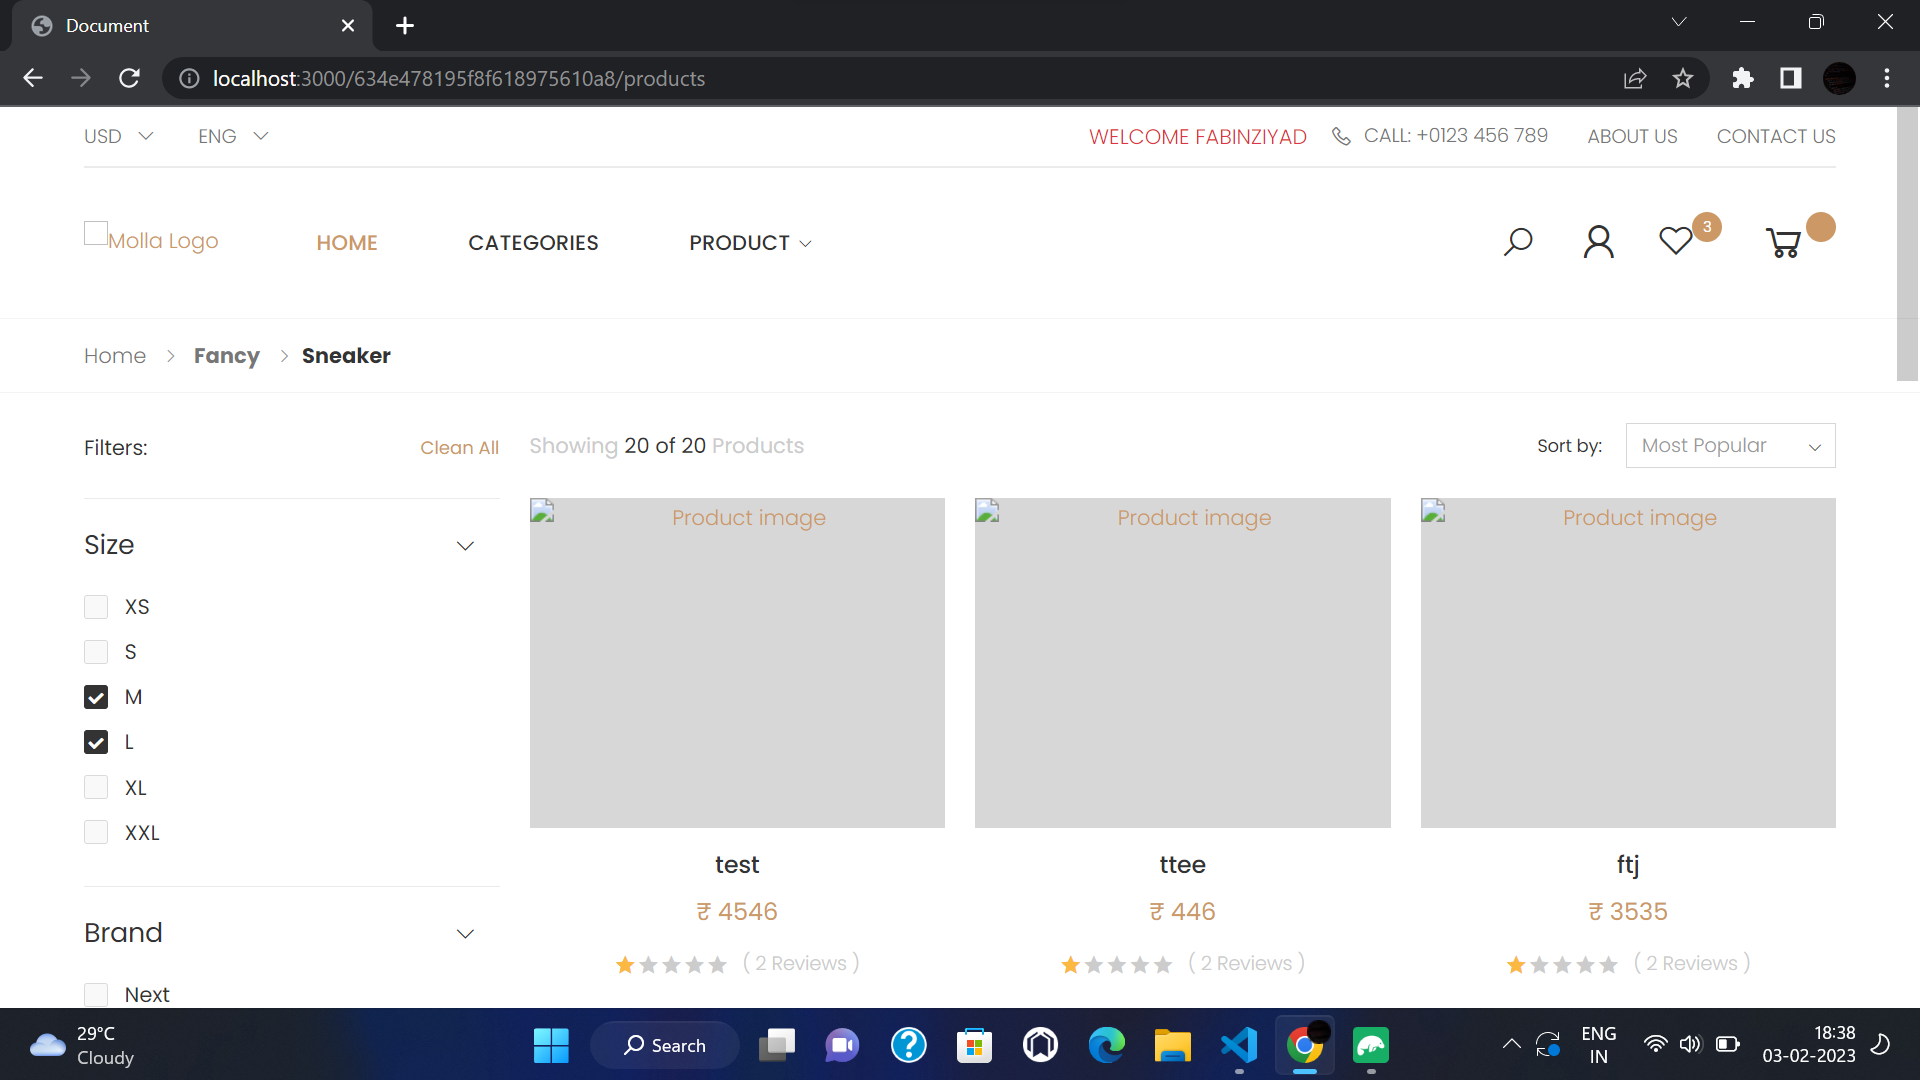 Document
localhost:3000/634e478195f8f618975610a8/products
USD ENG WELCOME FABINZIYAD CALL: +0123 456 789 ABOUT US CONTACT US
Molla Logo HOME CATEGORIES PRODUCT 3
Home Fancy Sneaker
Filters: Clean All Showing 20 of 20 Products Sort by: Most Popular
Product image Product image Product image
Size
XS
S
M
L
XL
XXL
test ttee ftj
₹ 4546 ₹ 446 ₹ 3535
( 2 Reviews ) ( 2 Reviews ) ( 2 Reviews )
Brand
Next
29°C
Cloudy
Search
ENG
IN
18:38
03-02-2023